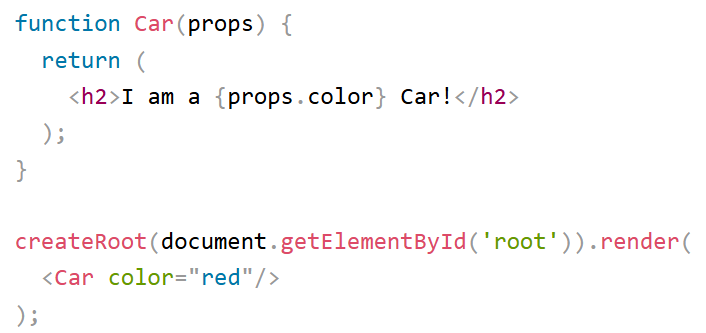 function Car(props) {
  return (
    <h2>I am a {props.color} Car!</h2>
  );
}

createRoot(document.getElementById('root')).render(
  <Car color="red"/>
);